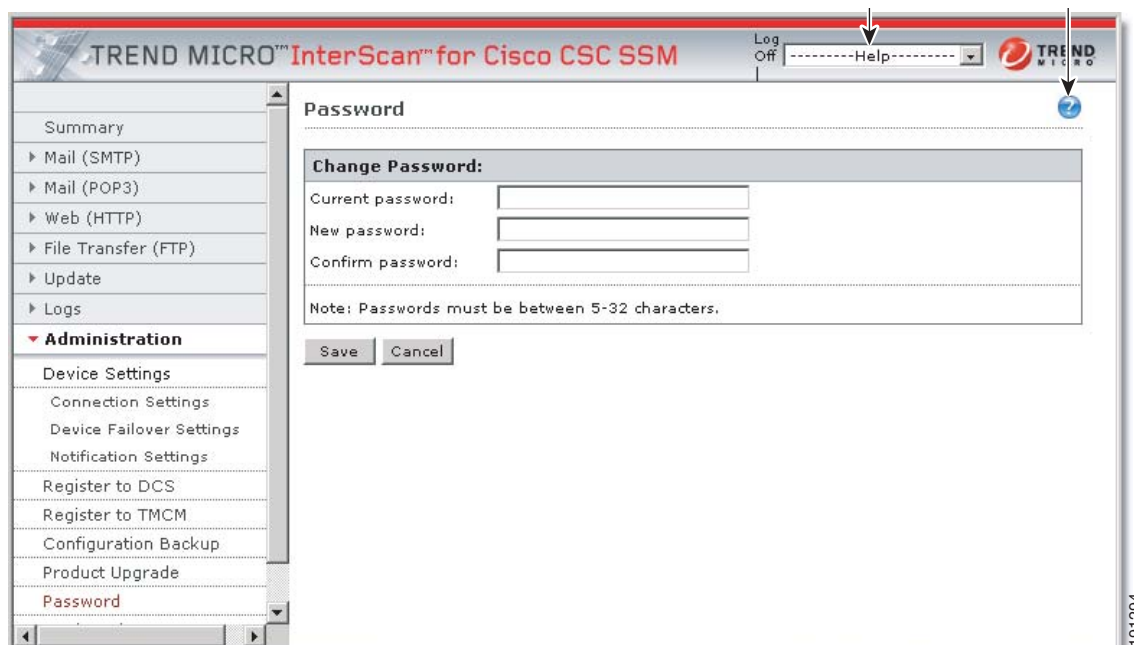 TREND MICRO™ InterScan™ for Cisco CSC SSM
Log Off
---------Help---------
TREND MICRO
Summary
Mail (SMTP)
Mail (POP3)
Web (HTTP)
File Transfer (FTP)
Update
Logs
Administration
Device Settings
Connection Settings
Device Failover Settings
Notification Settings
Register to DCS
Register to TMCM
Configuration Backup
Product Upgrade
Password
Password
?
Change Password:
Current password:
New password:
Confirm password:
Note: Passwords must be between 5-32 characters.
Save Cancel